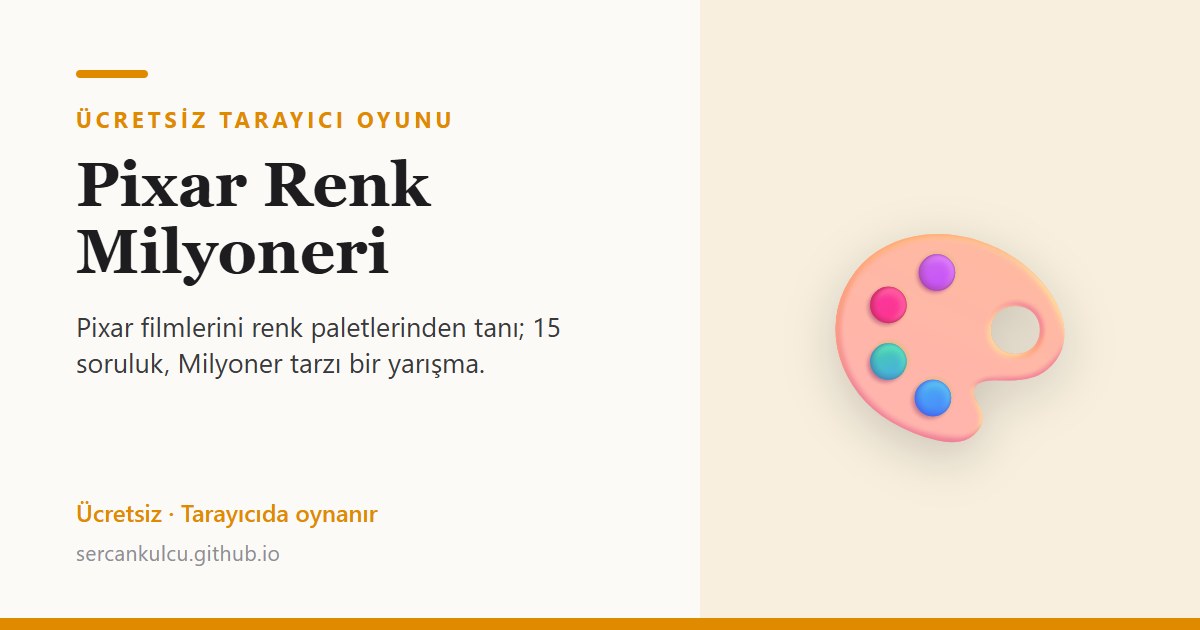 ÜCRETSİZ TARAYICI OYUNU
Pixar Renk
Milyoneri
Pixar filmlerini renk paletlerinden tanı; 15
soruluk, Milyoner tarzı bir yarışma.
Ücretsiz · Tarayıcıda oynanır
sercankulcu.github.io